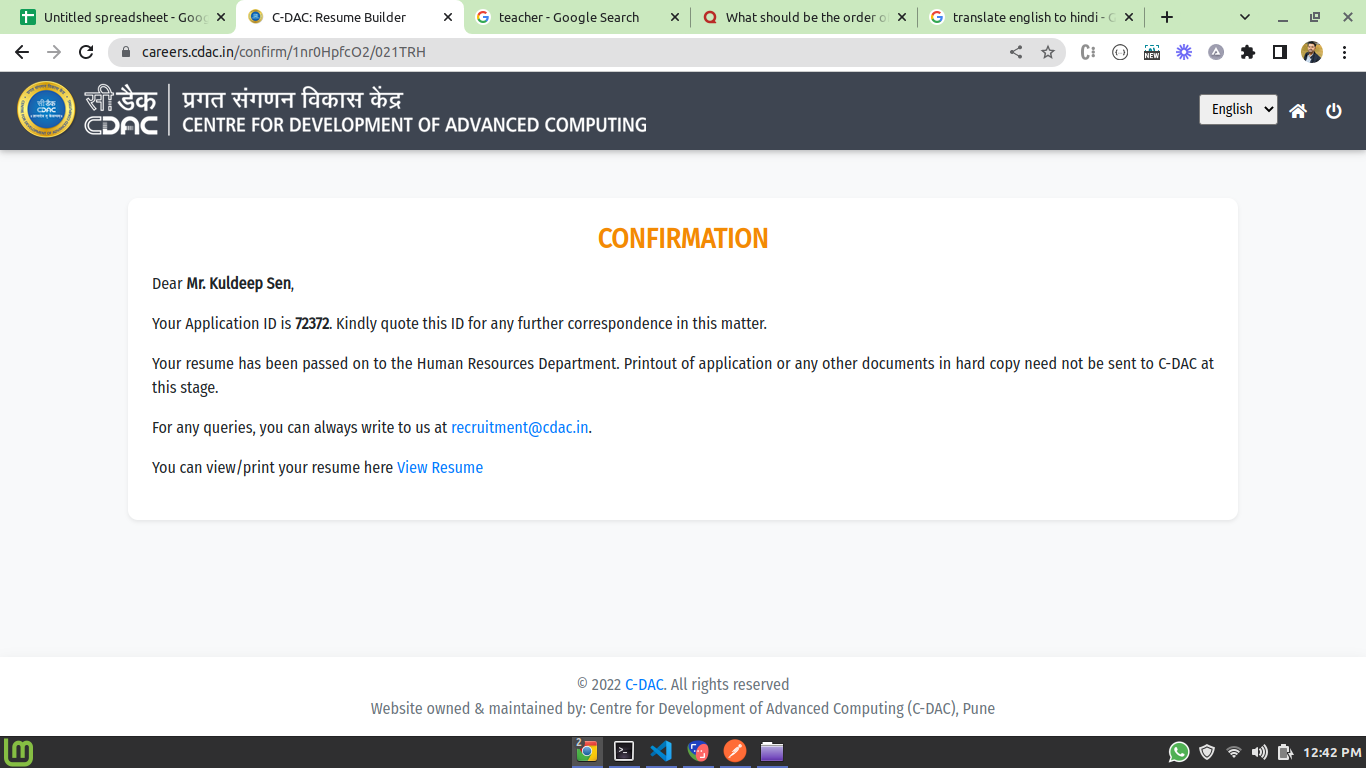 Untitled spreadsheet - Goog
C-DAC: Resume Builder
teacher - Google Search
What should be the order o
translate english to hindi - G
careers.cdac.in/confirm/1nr0HpfcO2/021TRH
NEW
सी डैक
CDAC
प्रगत संगणन विकास केंद्र
CENTRE FOR DEVELOPMENT OF ADVANCED COMPUTING
English
CONFIRMATION
Dear Mr. Kuldeep Sen,
Your Application ID is 72372. Kindly quote this ID for any further correspondence in this matter.
Your resume has been passed on to the Human Resources Department. Printout of application or any other documents in hard copy need not be sent to C-DAC at
this stage.
For any queries, you can always write to us at recruitment@cdac.in.
You can view/print your resume here View Resume
© 2022 C-DAC. All rights reserved
Website owned & maintained by: Centre for Development of Advanced Computing (C-DAC), Pune
2
12:42 PM